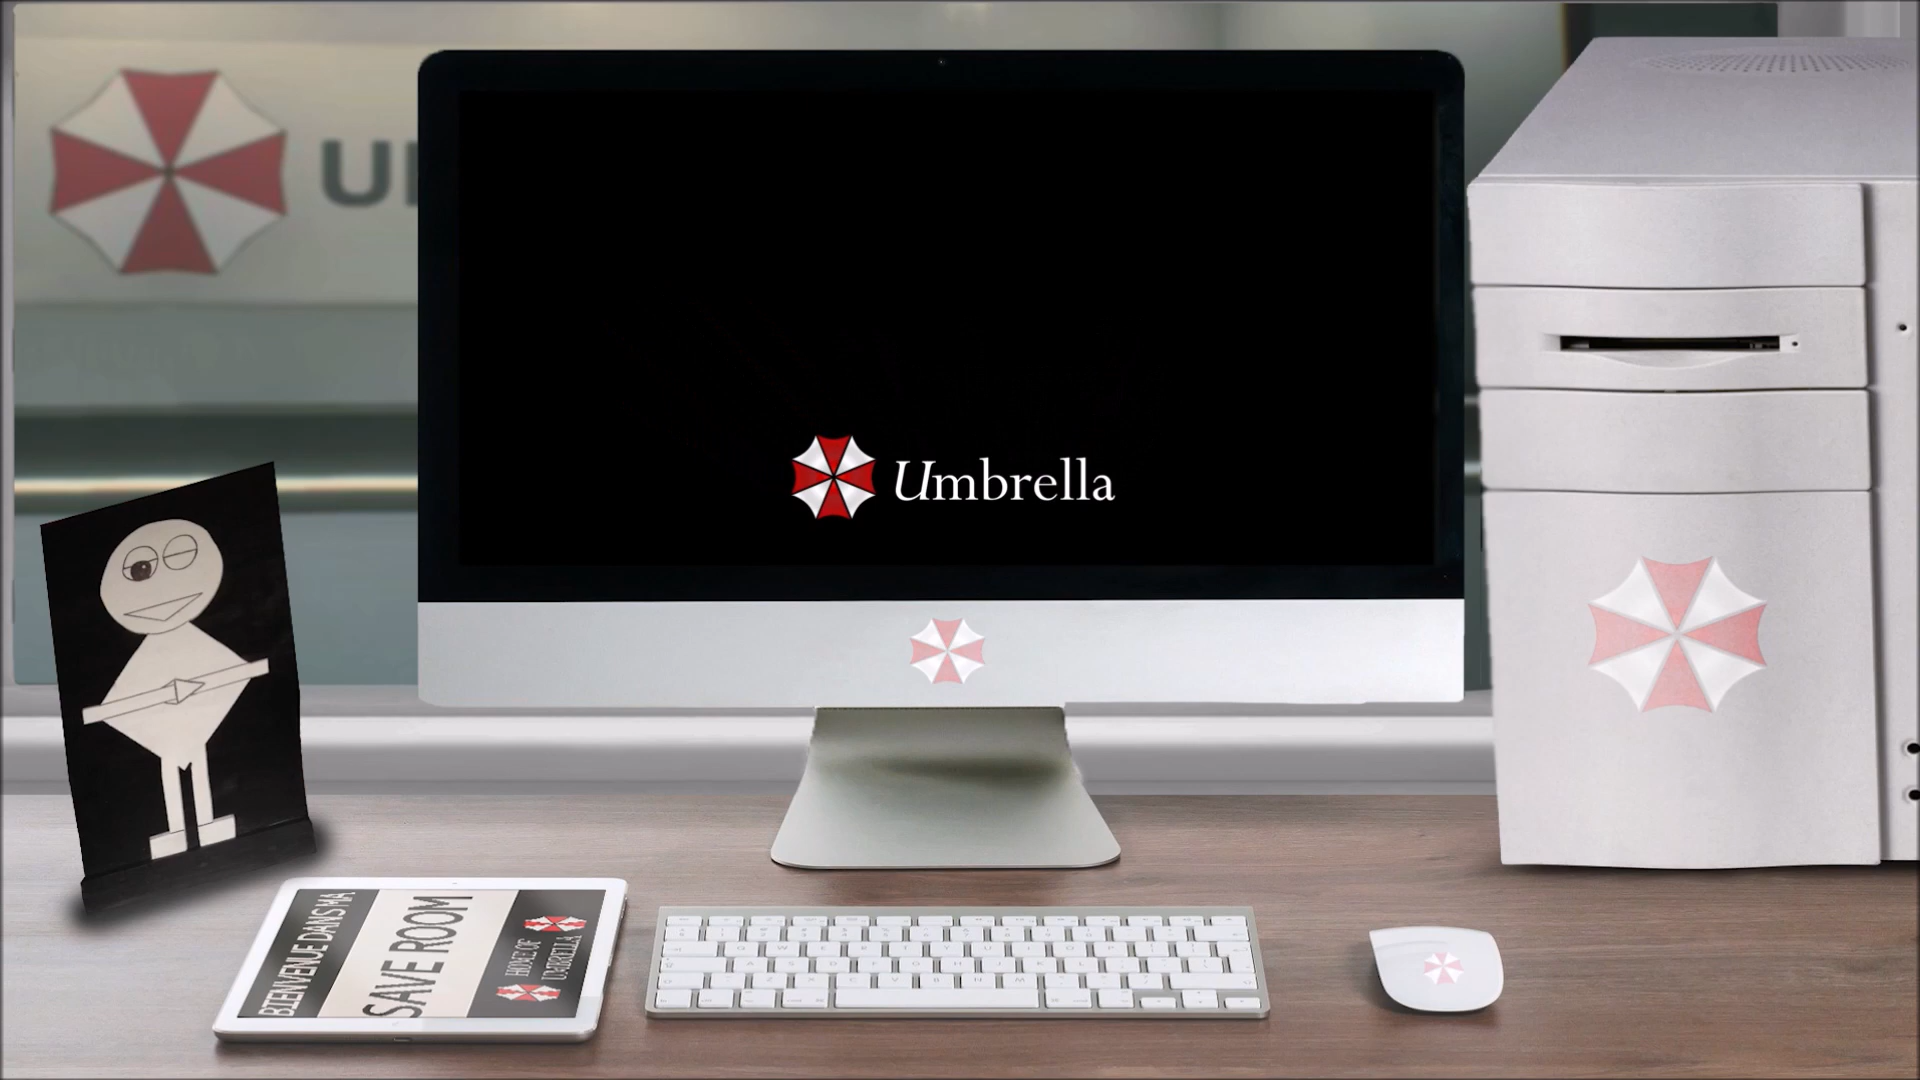 U
Umbrella
BIENVENUE DANS MA
SAVE ROOM
HOME OF
UMBRELLA